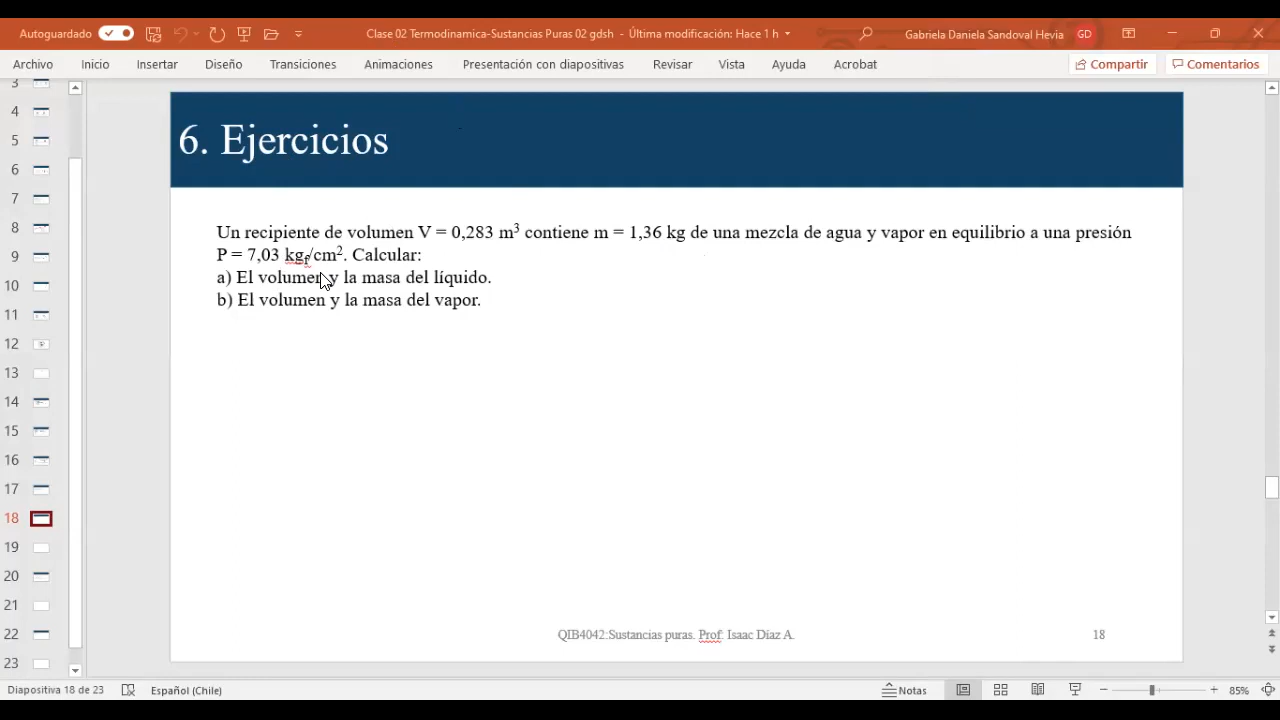 Autoguardado
Clase 02 Termodinamica-Sustancias Puras 02 gdsh - Última modificación: Hace 1 h
Gabriela Daniela Sandoval Hevia GD
Archivo Inicio Insertar Diseño Transiciones Animaciones Presentación con diapositivas Revisar Vista Ayuda Acrobat Compartir Comentarios
3
4
5
6
7
8
9
10
11
12
13
14
15
16
17
18
19
20
21
22
23
6. Ejercicios
Un recipiente de volumen V = 0,283 m³ contiene m = 1,36 kg de una mezcla de agua y vapor en equilibrio a una presión
P = 7,03 kgf/cm². Calcular:
a) El volumen y la masa del líquido.
b) El volumen y la masa del vapor.
QIB4042:Sustancias puras. Prof: Isaac Díaz A.
18
Diapositiva 18 de 23 Español (Chile) Notas 85%